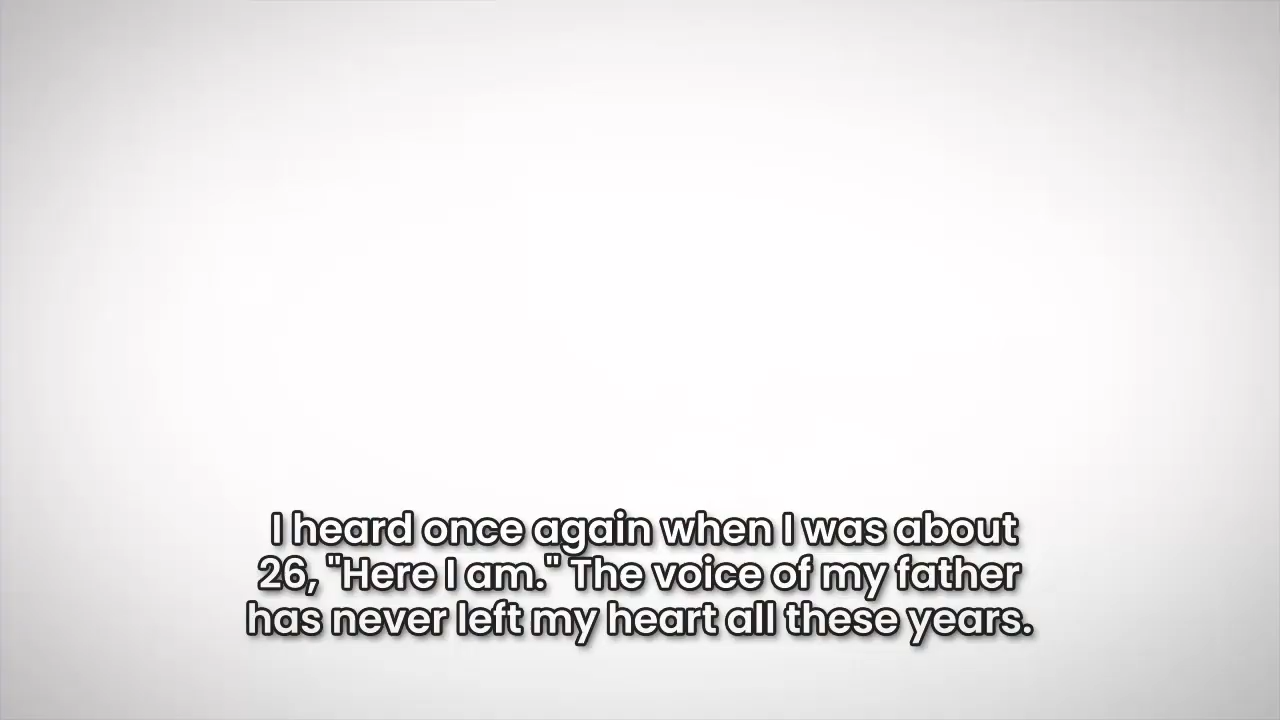 I heard once again when I was about
26, "Here I am." The voice of my father
has never left my heart all these years.